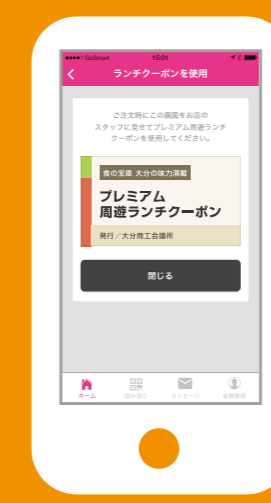 GoSmart 15:01
ランチクーポンを使用
ご注文時にこの画面をお店の
スタッフに見せてプレミアム周遊ランチ
クーポンを使用してください。
食の宝庫 大分の味力満載
プレミアム
周遊ランチクーポン
発行/大分商工会議所
閉じる
ホーム 読み取り メッセージ 会員情報